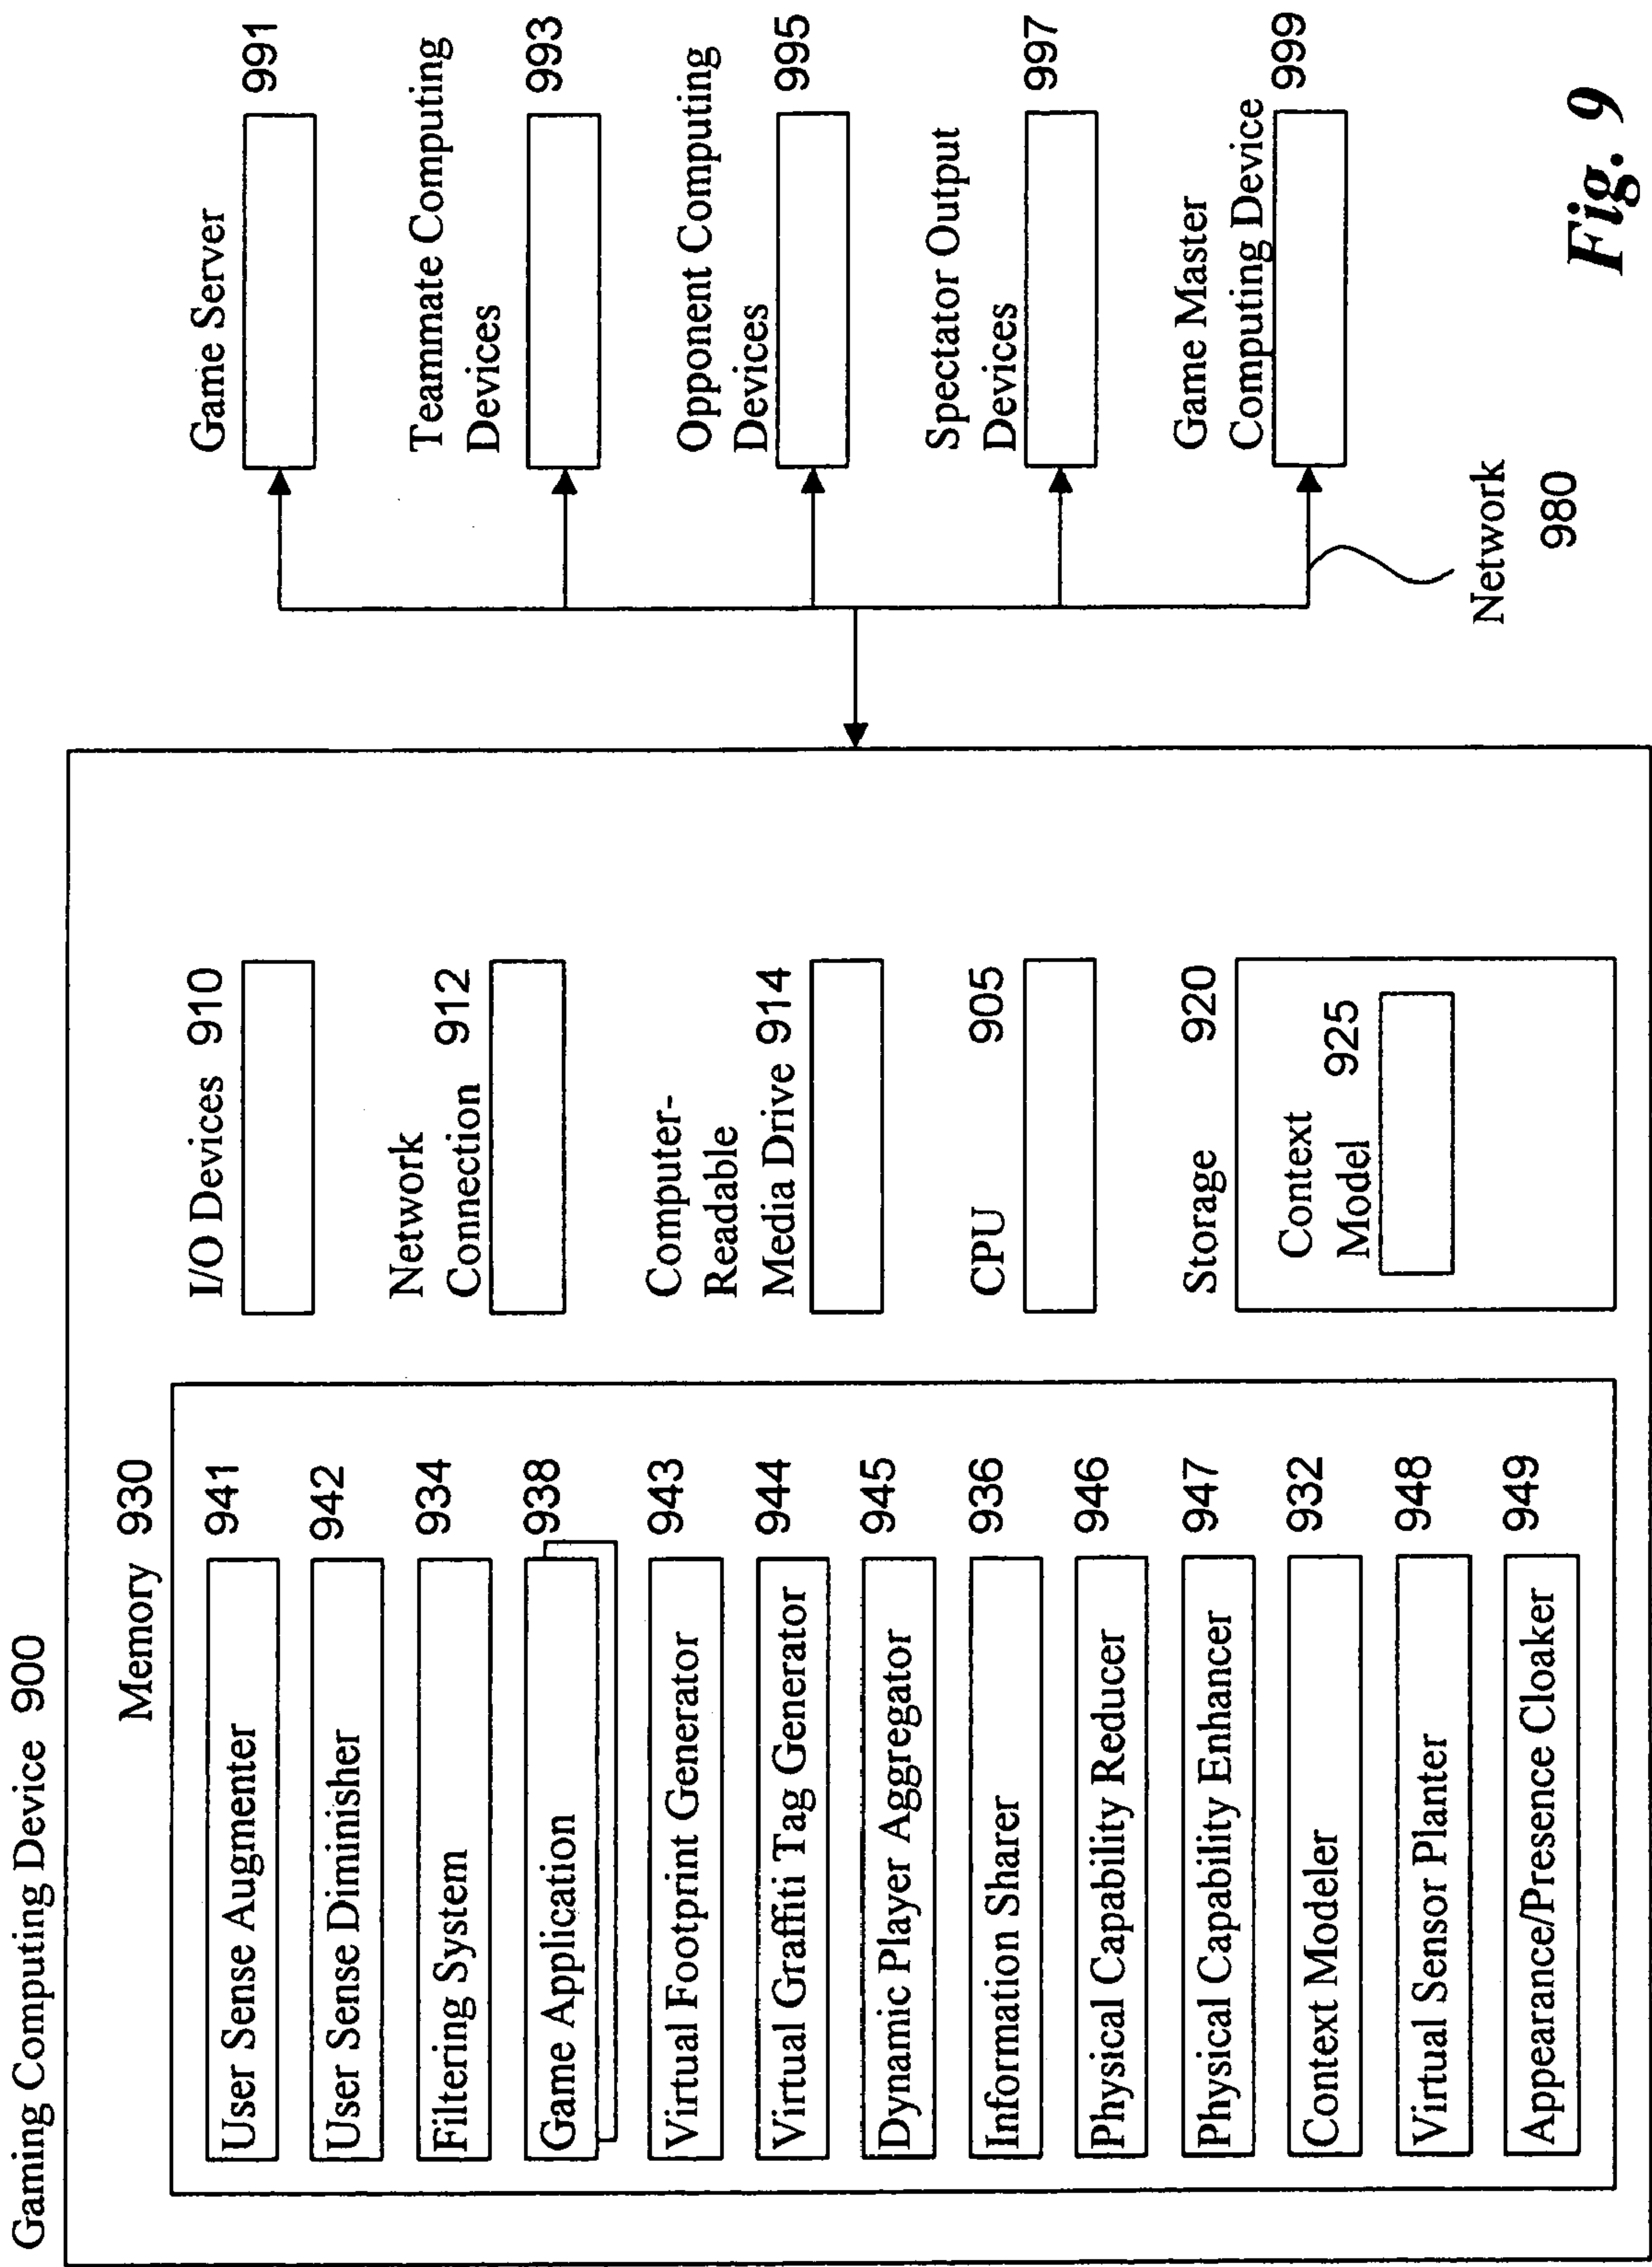 Gaming Computing Device 900
Memory 930
User Sense Augmenter 941
User Sense Diminisher 942
Filtering System 934
Game Application 938
Virtual Footprint Generator 943
Virtual Graffiti Tag Generator 944
Dynamic Player Aggregator 945
Information Sharer 936
Physical Capability Reducer 946
Physical Capability Enhancer 947
Context Modeler 932
Virtual Sensor Planter 948
Appearance/Presence Cloaker 949
I/O Devices 910
Network
Connection 912
Computer-
Readable
Media Drive 914
CPU 905
Storage 920
Context
Model 925
Game Server
991
Teammate Computing
Devices
993
Opponent Computing
Devices
995
Spectator Output
Devices
997
Game Master
Computing Device
999
Network
980
Fig. 9